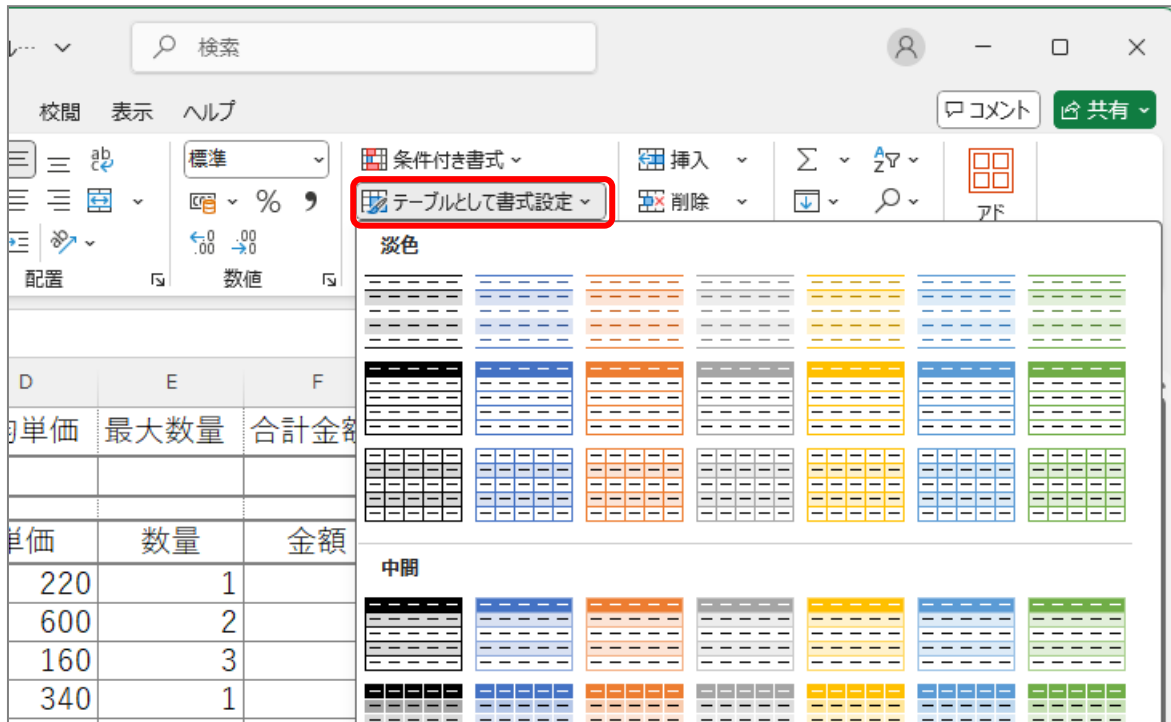 検索
校閲 表示 ヘルプ
コメント 共有
標準 条件付き書式 挿入
テーブルとして書式設定 削除
アド
配置 数値
淡色
D E F
単価 最大数量 合計金額
単価 数量 金額
中間
220 1
600 2
160 3
340 1